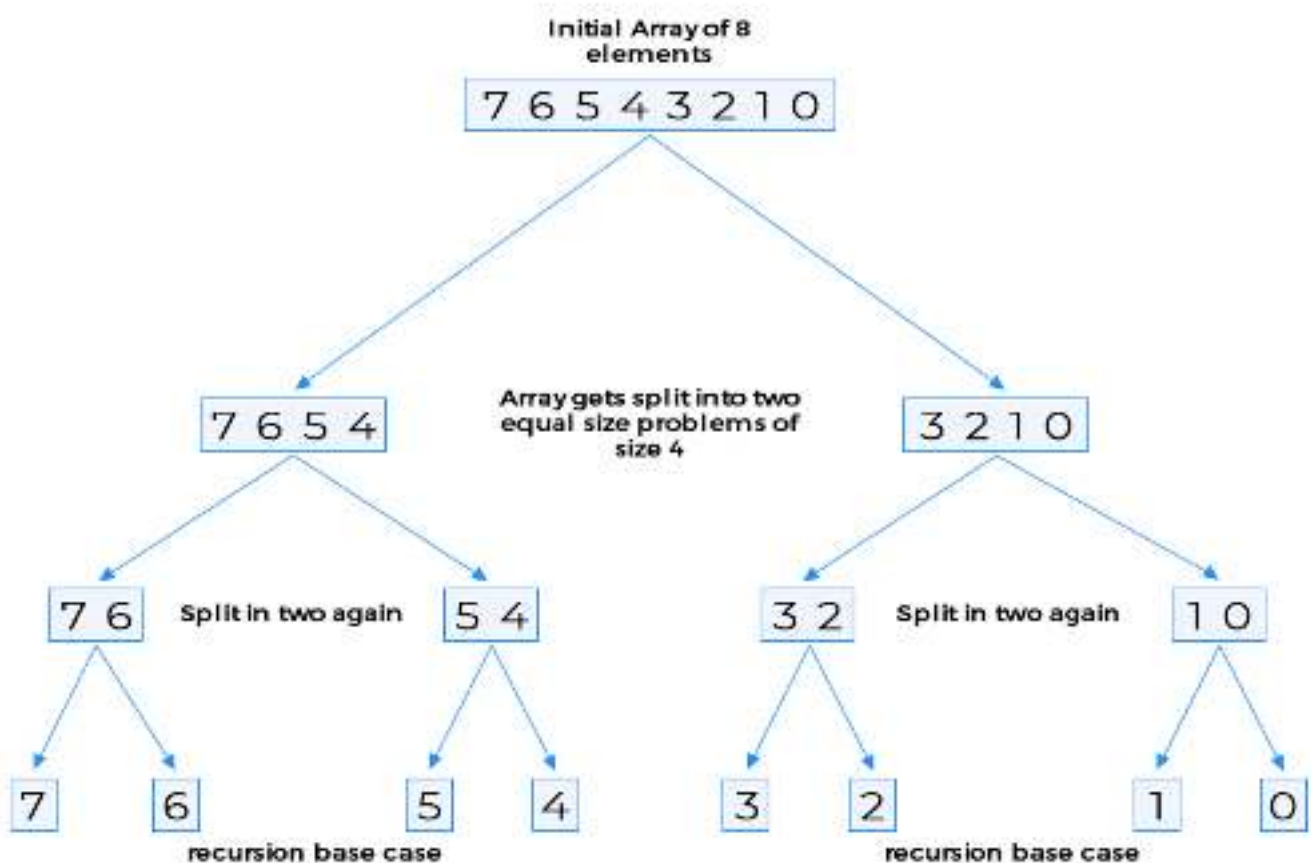 Initial Array of 8
elements
7 6 5 4 3 2 1 0
7 6 5 4
Array gets split into two
equal size problems of
size 4
3 2 1 0
7 6
Split in two again
5 4
3 2
Split in two again
1 0
7
6
5
4
3
2
1
0
recursion base case
recursion base case